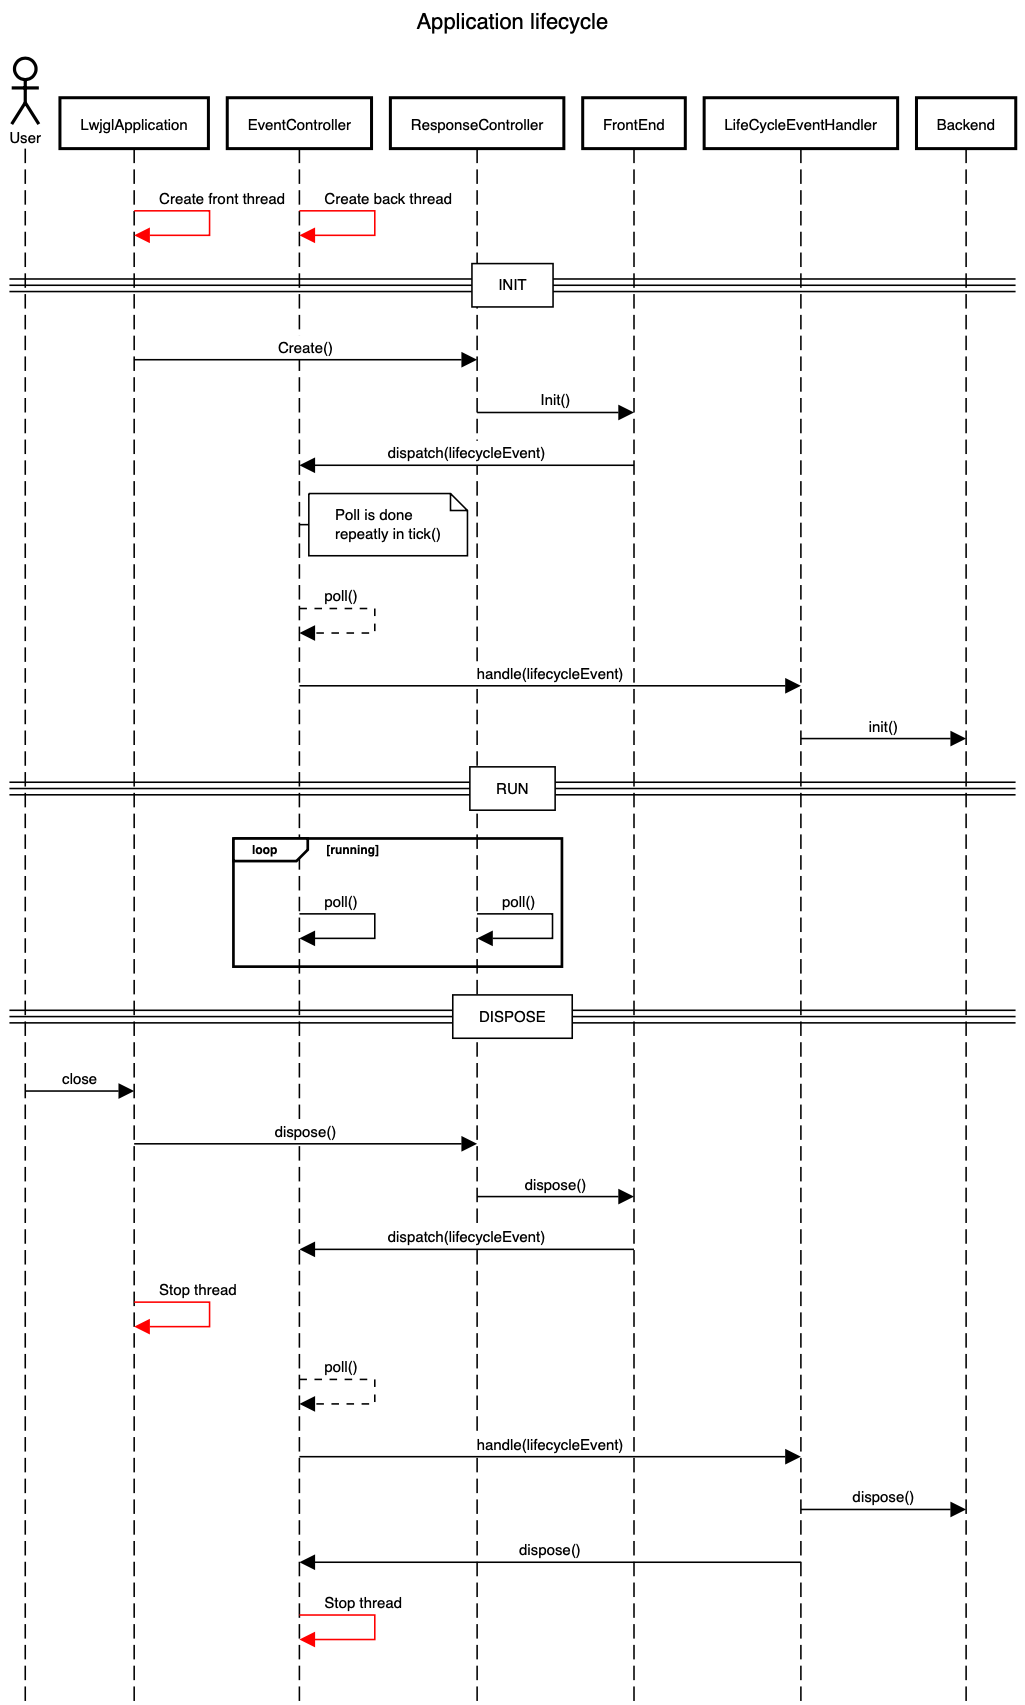 Application lifecycle
User
LwjglApplication
EventController
ResponseController
FrontEnd
LifeCycleEventHandler
Backend
Create front thread
Create back thread
INIT
Create()
Init()
dispatch(lifecycleEvent)
Poll is done
repeatly in tick()
poll()
handle(lifecycleEvent)
init()
RUN
loop
[running]
poll()
poll()
DISPOSE
close
dispose()
dispose()
dispatch(lifecycleEvent)
Stop thread
poll()
handle(lifecycleEvent)
dispose()
dispose()
Stop thread